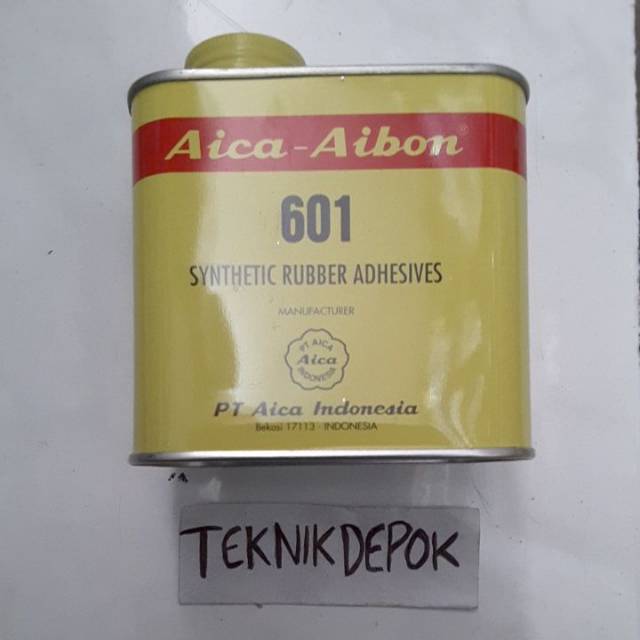 Aica-Aibon®
601
SYNTHETIC RUBBER ADHESIVES
MANUFACTURER
PT AICA
Aica
INDONESIA
PT Aica Indonesia
Bekasi 17113 - INDONESIA
TEKNIKDEPOK